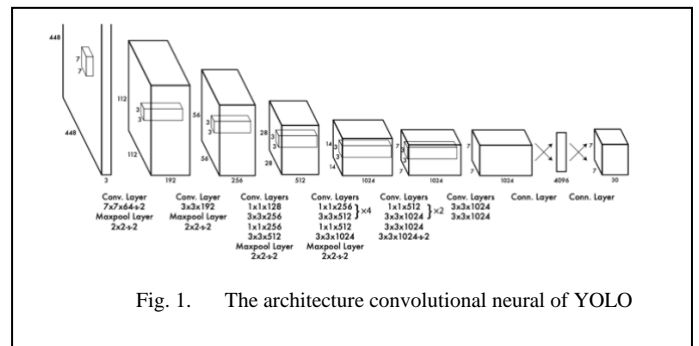 448
7
7
448
3
112
3
3
112
192
56
3
3
56
256
28
3
3
28
512
14
3
3
14
1024
7
3
3
7
1024
7
7
1024
4096
7
7
30
Conv. Layer
7x7x64-s-2
Maxpool Layer
2x2-s-2
Conv. Layer
3x3x192
Maxpool Layer
2x2-s-2
Conv. Layers
1x1x128
3x3x256
1x1x256
3x3x512
Maxpool Layer
2x2-s-2
Conv. Layers
1x1x256
3x3x512 } ×4
1x1x512
3x3x1024
Maxpool Layer
2x2-s-2
Conv. Layers
1x1x512
3x3x1024 } ×2
3x3x1024
3x3x1024-s-2
Conv. Layers
3x3x1024
3x3x1024
Conn. Layer
Conn. Layer
Fig. 1. The architecture convolutional neural of YOLO